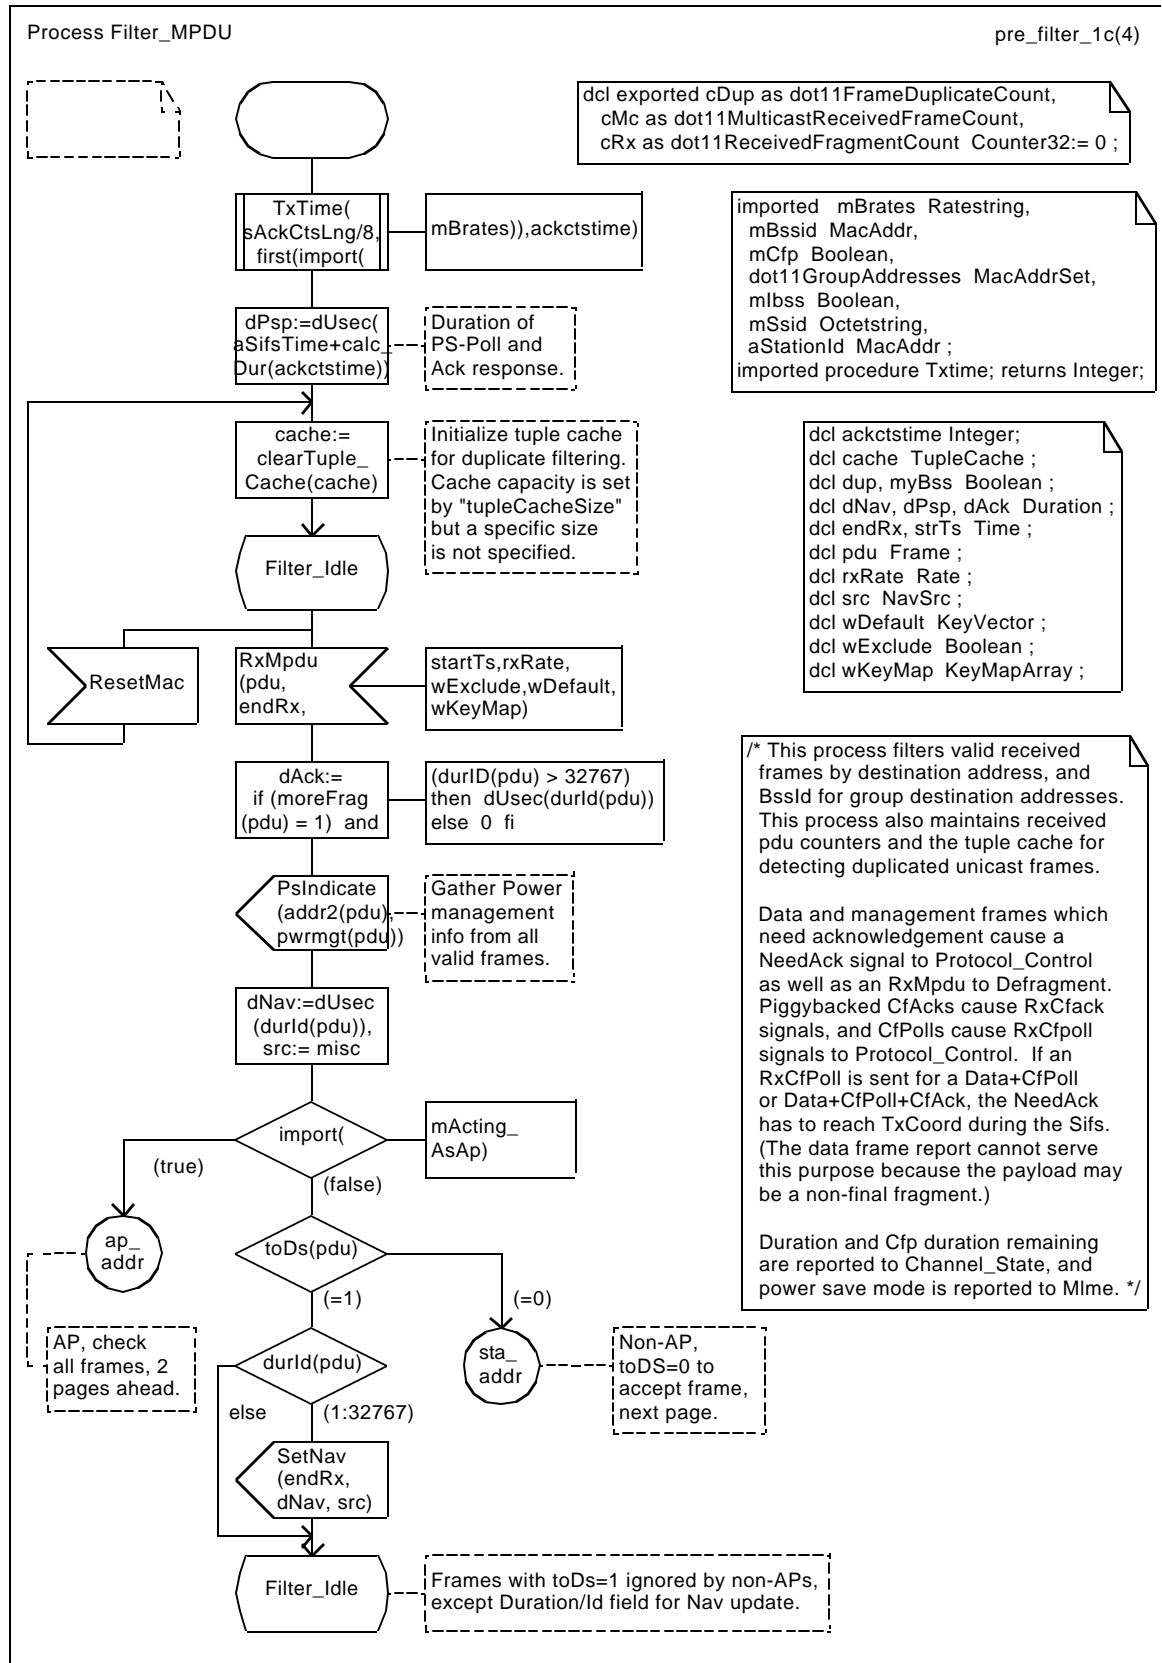 Process Filter_MPDU
pre_filter_1c(4)
dcl exported cDup as dot11FrameDuplicateCount,
cMc as dot11MulticastReceivedFrameCount,
cRx as dot11ReceivedFragmentCount Counter32:= 0 ;
TxTime(
sAckCtsLng/8,
first(import(
mBrates)),ackctstime)
imported mBrates Ratestring,
mBssid MacAddr,
mCfp Boolean,
dot11GroupAddresses MacAddrSet,
mIbss Boolean,
mSsid Octetstring,
aStationId MacAddr ;
imported procedure Txtime; returns Integer;
dPsp:=dUsec(
aSifsTime+calc_
Dur(ackctstime))
Duration of
PS-Poll and
Ack response.
cache:=
clearTuple_
Cache(cache)
Initialize tuple cache
for duplicate filtering.
Cache capacity is set
by "tupleCacheSize"
but a specific size
is not specified.
dcl ackctstime Integer;
dcl cache TupleCache ;
dcl dup, myBss Boolean ;
dcl dNav, dPsp, dAck Duration ;
dcl endRx, strTs Time ;
dcl pdu Frame ;
dcl rxRate Rate ;
dcl src NavSrc ;
dcl wDefault KeyVector ;
dcl wExclude Boolean ;
dcl wKeyMap KeyMapArray ;
Filter_Idle
ResetMac
RxMpdu
(pdu,
endRx,
startTs,rxRate,
wExclude,wDefault,
wKeyMap)
dAck:=
if (moreFrag
(pdu) = 1) and
(durID(pdu) > 32767)
then dUsec(durId(pdu))
else 0 fi
/* This process filters valid received
frames by destination address, and
BssId for group destination addresses.
This process also maintains received
pdu counters and the tuple cache for
detecting duplicated unicast frames.
Data and management frames which
need acknowledgement cause a
NeedAck signal to Protocol_Control
as well as an RxMpdu to Defragment.
Piggybacked CfAcks cause RxCfack
signals, and CfPolls cause RxCfpoll
signals to Protocol_Control. If an
RxCfPoll is sent for a Data+CfPoll
or Data+CfPoll+CfAck, the NeedAck
has to reach TxCoord during the Sifs.
(The data frame report cannot serve
this purpose because the payload may
be a non-final fragment.)
Duration and Cfp duration remaining
are reported to Channel_State, and
power save mode is reported to Mlme. */
PsIndicate
(addr2(pdu),
pwrmgt(pdu))
Gather Power
management
info from all
valid frames.
dNav:=dUsec
(durId(pdu)),
src:= misc
import(
mActing_
AsAp)
(true)
(false)
ap_
addr
toDs(pdu)
(=1)
(=0)
AP, check
all frames, 2
pages ahead.
durId(pdu)
sta_
addr
Non-AP,
toDS=0 to
accept frame,
next page.
else
(1:32767)
SetNav
(endRx,
dNav, src)
Filter_Idle
Frames with toDs=1 ignored by non-APs,
except Duration/Id field for Nav update.